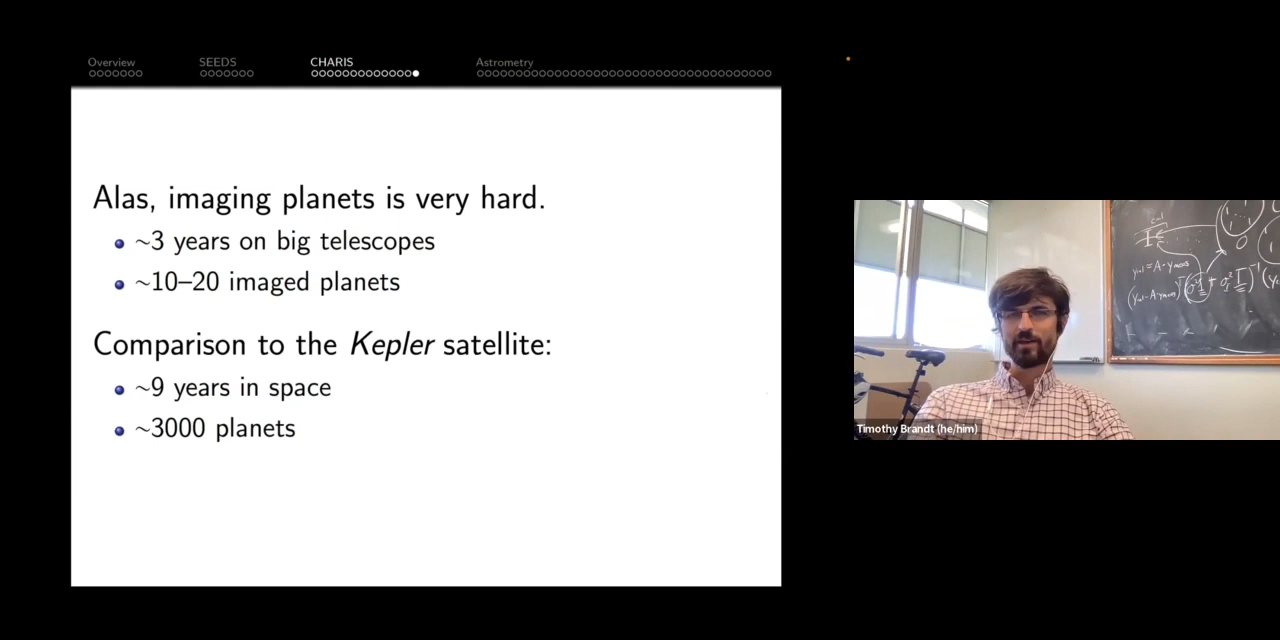 Overview SEEDS CHARIS Astrometry
Alas, imaging planets is very hard.
~3 years on big telescopes
~10–20 imaged planets
Comparison to the Kepler satellite:
~9 years in space
~3000 planets
Timothy Brandt (he/him)